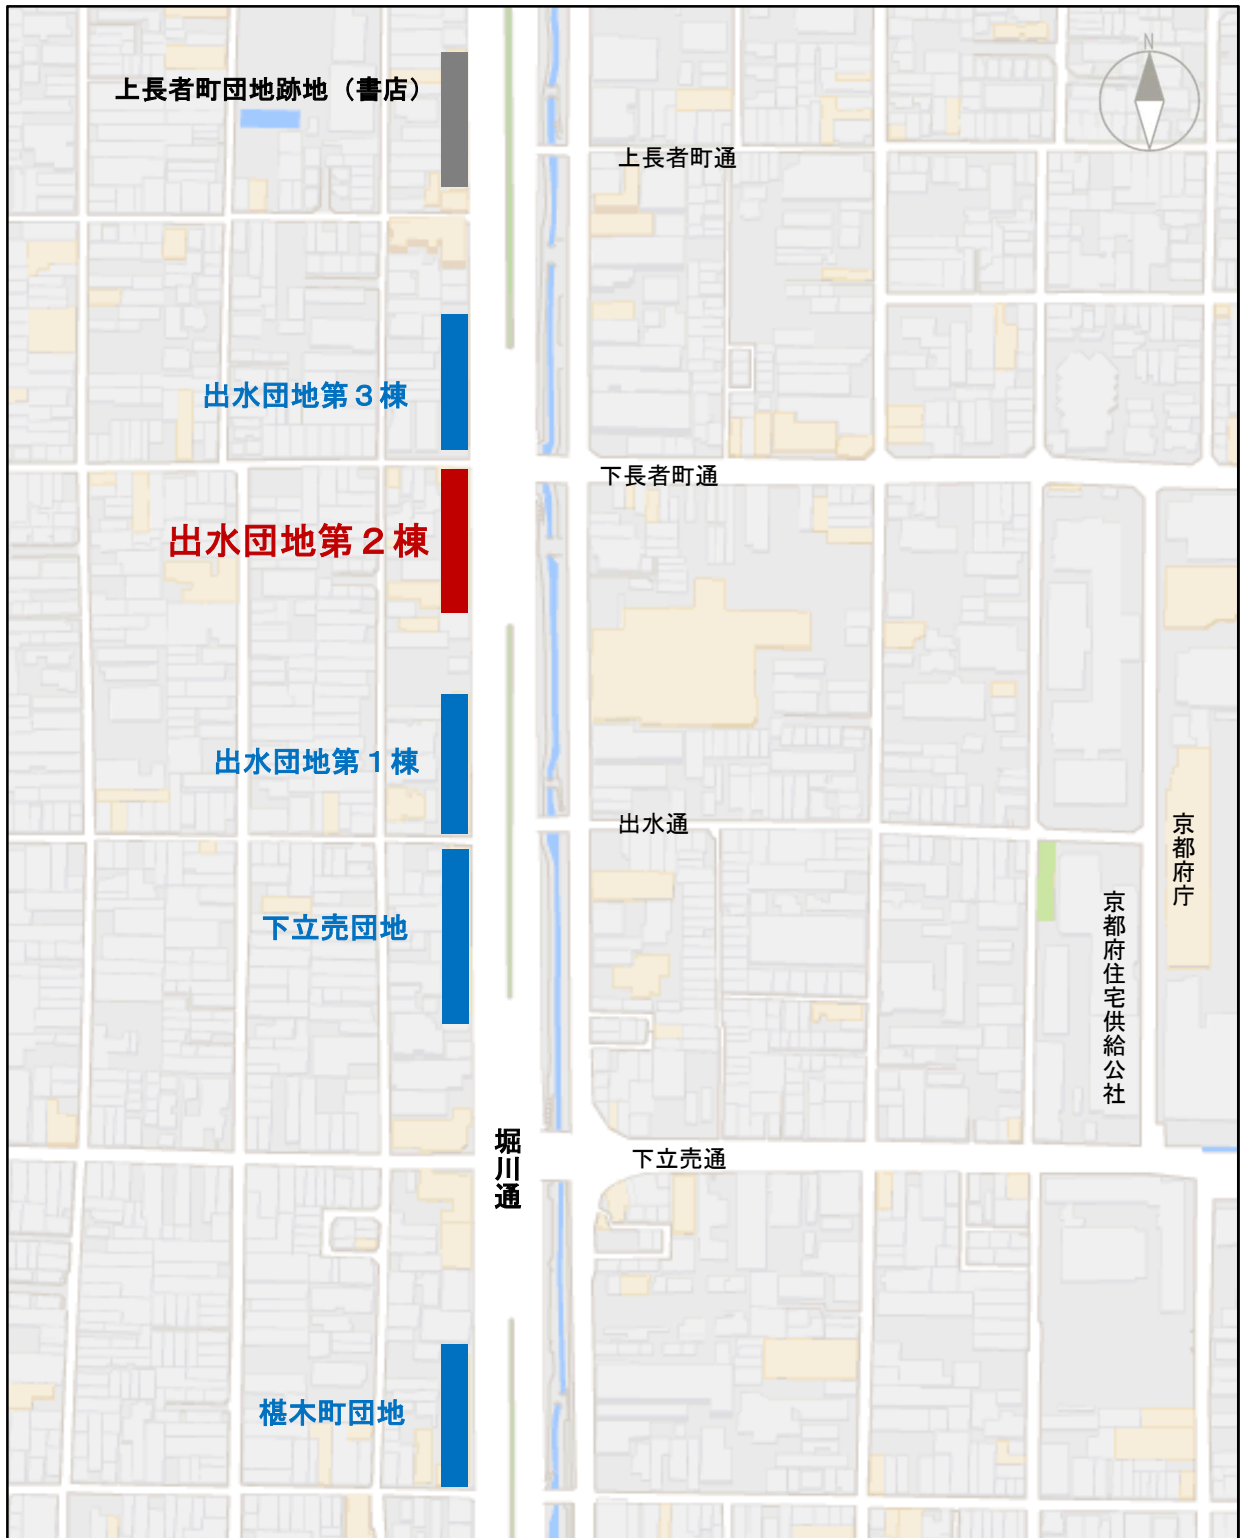 N
上長者町団地跡地（書店）
上長者町通
出水団地第３棟
下長者町通
出水団地第２棟
出水団地第１棟
出水通
京都府庁
京都府住宅供給公社
下立売団地
堀川通
下立売通
椹木町団地